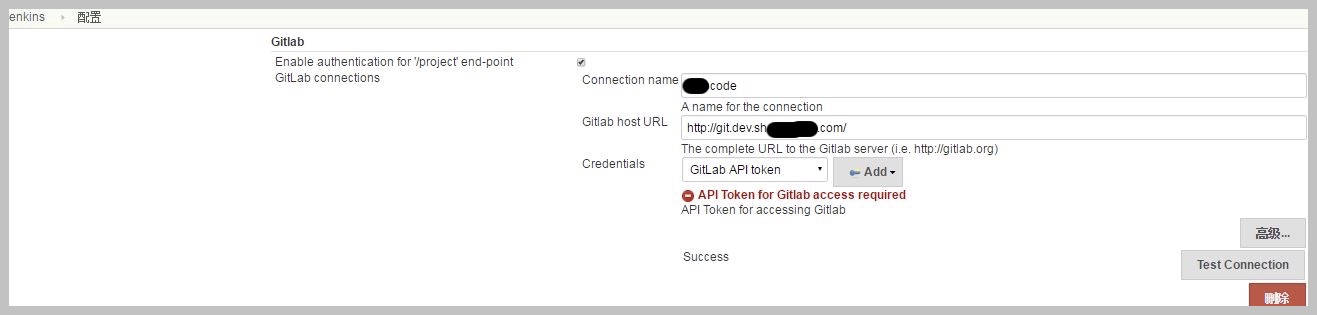 enkins 配置
Gitlab
Enable authentication for '/project' end-point
GitLab connections
Connection name code
A name for the connection
Gitlab host URL http://git.dev.sh .com/
The complete URL to the Gitlab server (i.e. http://gitlab.org)
Credentials GitLab API token Add
API Token for Gitlab access required
API Token for accessing Gitlab
高级...
Success Test Connection
删除